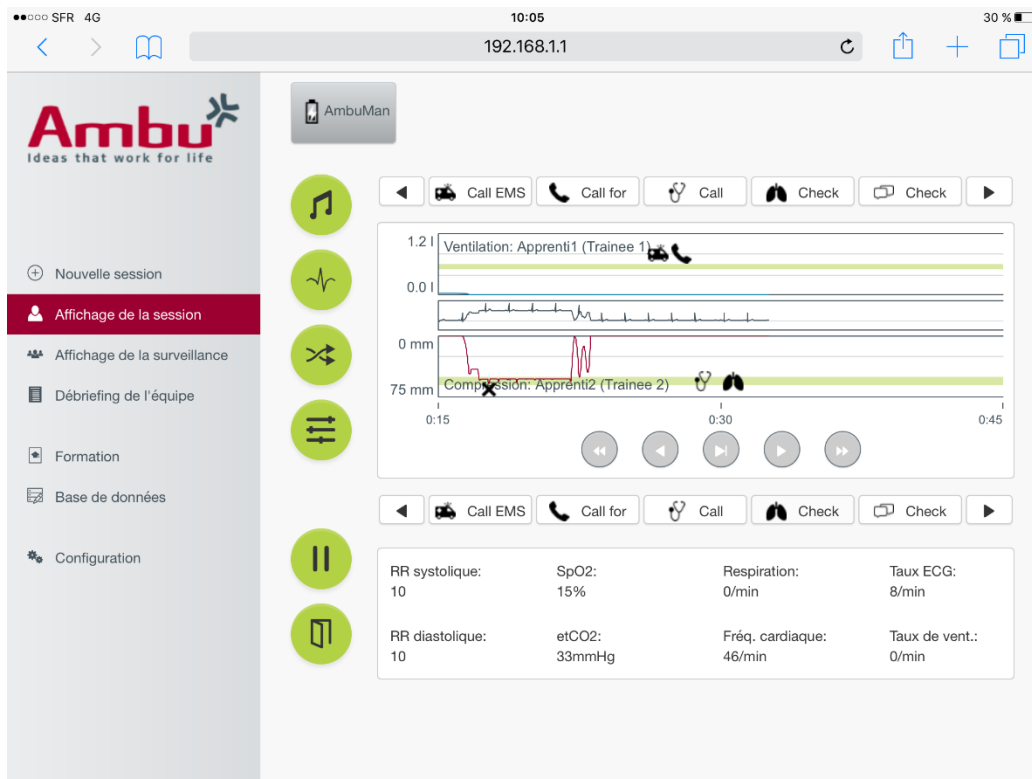 SFR 4G
10:05
30 %
192.168.1.1
Ambu
Ideas that work for life
Nouvelle session
Affichage de la session
Affichage de la surveillance
Débriefing de l'équipe
Formation
Base de données
Configuration
AmbuMan
Call EMS
Call for
Call
Check
Check
1.2 l
Ventilation: Apprenti1 (Trainee 1)
0.0 l
0 mm
75 mm
Compression: Apprenti2 (Trainee 2)
0:15
0:30
0:45
Call EMS
Call for
Call
Check
Check
RR systolique:
10
SpO2:
15%
Respiration:
0/min
Taux ECG:
8/min
RR diastolique:
10
etCO2:
33mmHg
Fréq. cardiaque:
46/min
Taux de vent.:
0/min